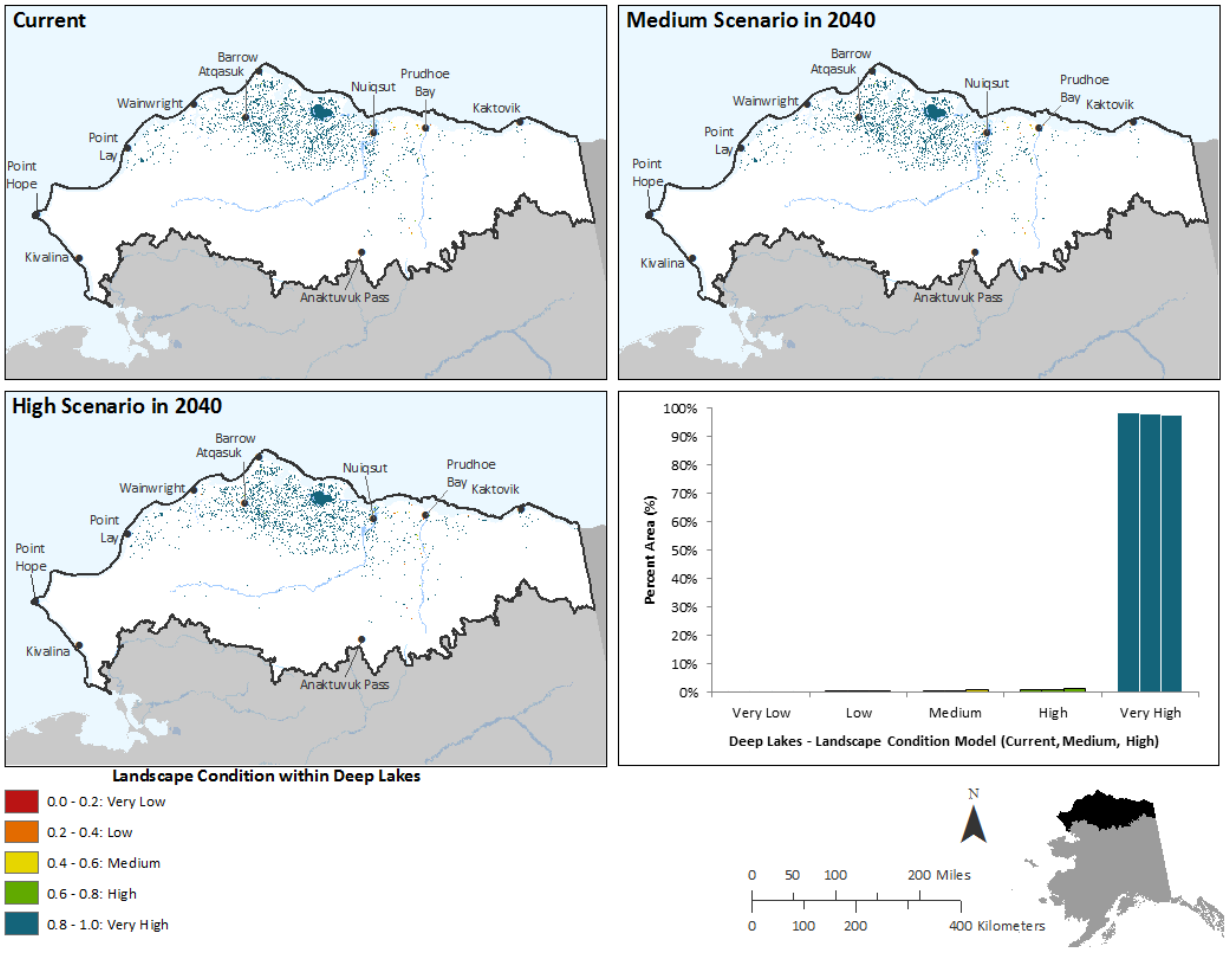 Current
Barrow
Atqasuk
Wainwright
Nuiqsut
Prudhoe
Bay
Kaktovik
Point
Lay
Point
Hope
Kivalina
Anaktuvuk Pass
Medium Scenario in 2040
Barrow
Atqasuk
Wainwright
Nuiqsut
Prudhoe
Bay
Kaktovik
Point
Lay
Point
Hope
Kivalina
Anaktuvuk Pass
High Scenario in 2040
Barrow
Atqasuk
Wainwright
Nuiqsut
Prudhoe
Bay
Kaktovik
Point
Lay
Point
Hope
Kivalina
Anaktuvuk Pass
100%
90%
80%
70%
60%
50%
40%
30%
20%
10%
0%
Percent Area (%)
Very Low
Low
Medium
High
Very High
Deep Lakes - Landscape Condition Model (Current, Medium, High)
Landscape Condition within Deep Lakes
0.0 - 0.2: Very Low
0.2 - 0.4: Low
0.4 - 0.6: Medium
0.6 - 0.8: High
0.8 - 1.0: Very High
N
0 50 100 200 Miles
0 100 200 400 Kilometers